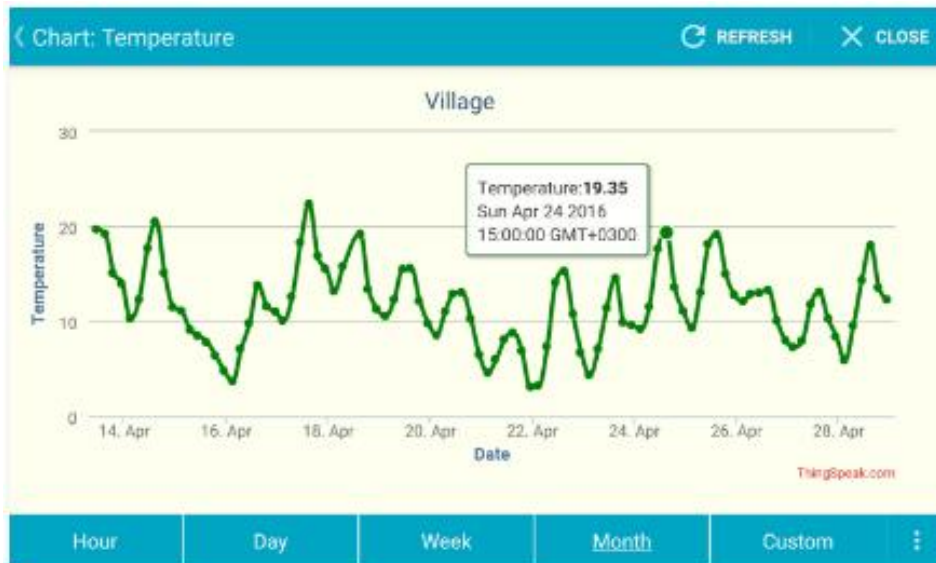 Chart: Temperature
REFRESH
CLOSE
Village
30
20
10
0
Temperature
Temperature:19.35
Sun Apr 24 2016
15:00:00 GMT+0300
14. Apr
16. Apr
18. Apr
20. Apr
22. Apr
24. Apr
26. Apr
28. Apr
Date
ThingSpeak.com
Hour
Day
Week
Month
Custom